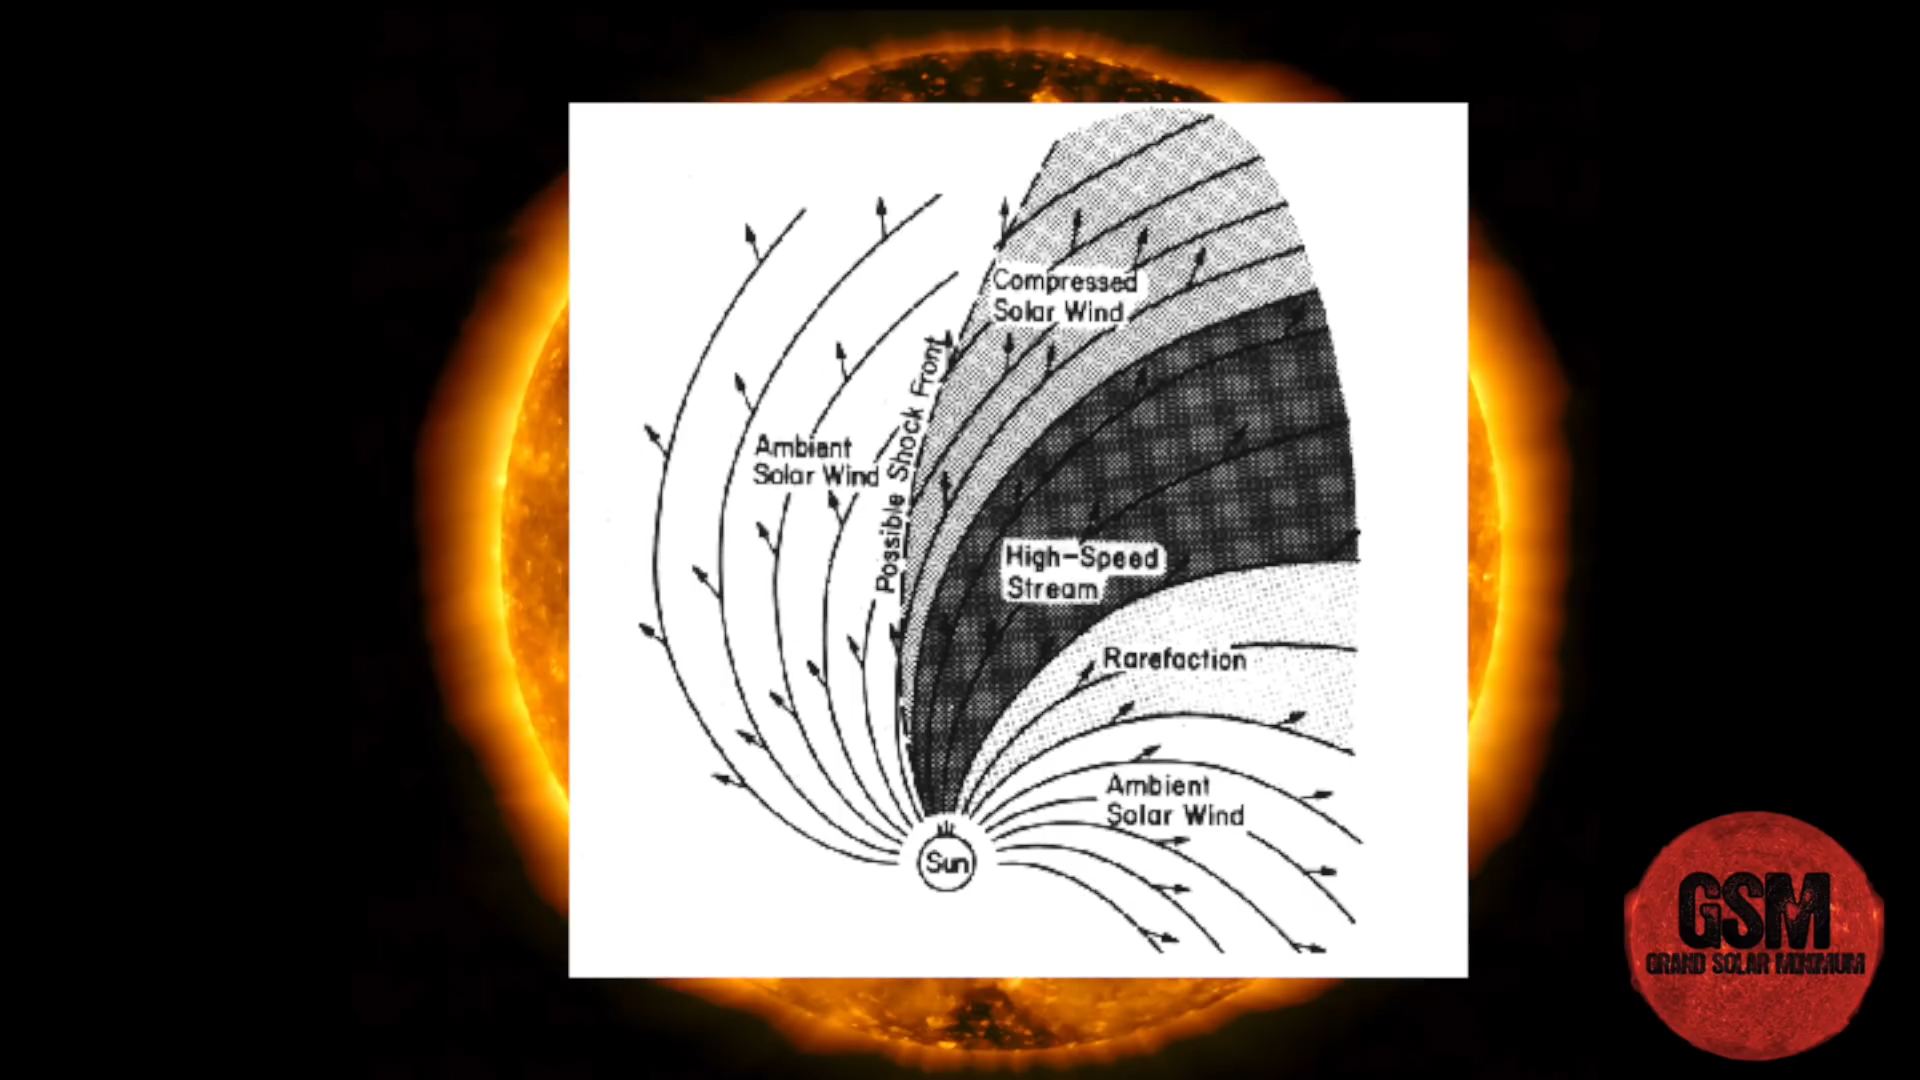 Compressed
Solar Wind
Possible Shock Front
Ambient
Solar Wind
High-Speed
Stream
Rarefaction
Ambient
Solar Wind
Sun
GSM
GRAND SOLAR MINIMUM